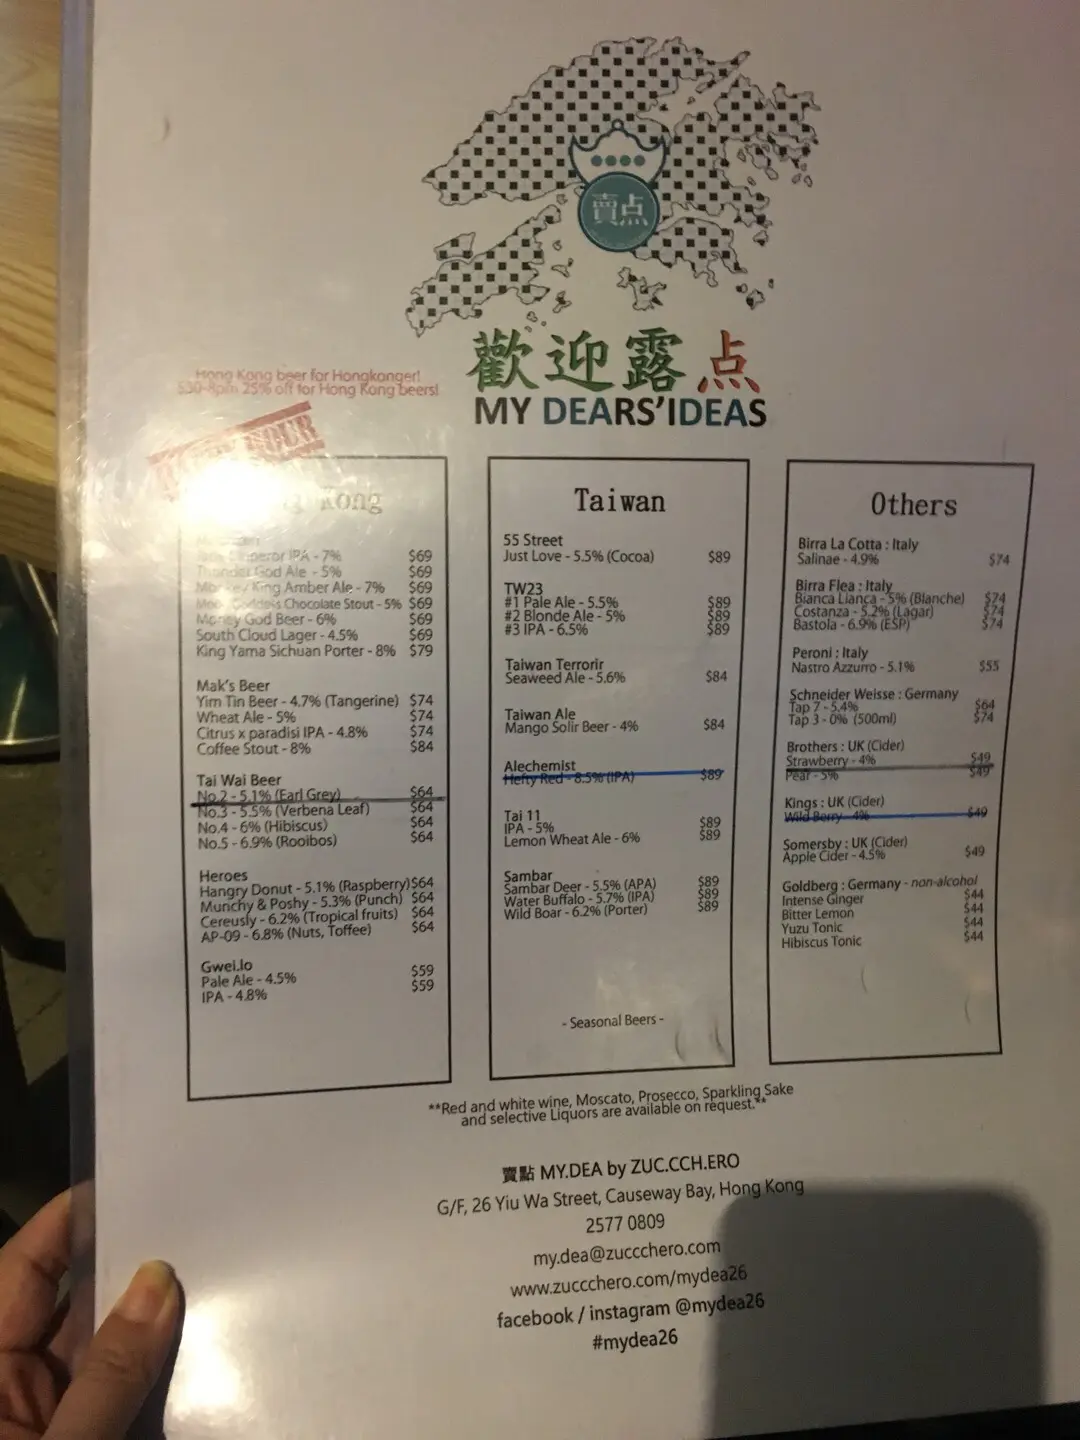 賣点
歡迎露点
MY DEARS'IDEAS
Hong Kong beer for Hongkonger!
530-8pm 25% off for Hong Kong beers!
HOUR
Kong
Emperor IPA - 7% $69
Thunder God Ale - 5% $69
Monkey King Amber Ale - 7% $69
Moon Goddess Chocolate Stout - 5% $69
Money God Beer - 6% $69
South Cloud Lager - 4.5% $69
King Yama Sichuan Porter - 8% $79
Mak's Beer
Yim Tin Beer - 4.7% (Tangerine) $74
Wheat Ale - 5% $74
Citrus x paradisi IPA - 4.8% $74
Coffee Stout - 8% $84
Tai Wai Beer
No.2 - 5.1% (Earl Grey) $64
No.3 - 5.5% (Verbena Leaf) $64
No.4 - 6% (Hibiscus) $64
No.5 - 6.9% (Rooibos) $64
Heroes
Hangry Donut - 5.1% (Raspberry) $64
Munchy & Poshy - 5.3% (Punch) $64
Cereusly - 6.2% (Tropical fruits) $64
AP-09 - 6.8% (Nuts, Toffee) $64
Gwei.lo
Pale Ale - 4.5% $59
IPA - 4.8% $59
Taiwan
55 Street
Just Love - 5.5% (Cocoa) $89
TW23
#1 Pale Ale - 5.5% $89
#2 Blonde Ale - 5% $89
#3 IPA - 6.5% $89
Taiwan Terrorir
Seaweed Ale - 5.6% $84
Taiwan Ale
Mango Solir Beer - 4% $84
Alechemist
Hefty Red - 8.5% (IPA) $89
Tai 11
IPA - 5% $89
Lemon Wheat Ale - 6% $89
Sambar
Sambar Deer - 5.5% (APA) $89
Water Buffalo - 5.7% (IPA) $89
Wild Boar - 6.2% (Porter) $89
- Seasonal Beers -
Others
Birra La Cotta : Italy
Salinae - 4.9% $74
Birra Flea : Italy
Bianca Lianca - 5% (Blanche) $74
Costanza - 5.2% (Lagar) $74
Bastola - 6.9% (ESP) $74
Peroni : Italy
Nastro Azzurro - 5.1% $55
Schneider Weisse : Germany
Tap 7 - 5.4% $64
Tap 3 - 0% (500ml) $74
Brothers : UK (Cider)
Strawberry - 4% $49
Pear - 5% $49
Kings : UK (Cider)
Wild Berry - 4% $49
Somersby : UK (Cider)
Apple Cider - 4.5% $49
Goldberg : Germany - non-alcohol
Intense Ginger $44
Bitter Lemon $44
Yuzu Tonic $44
Hibiscus Tonic $44
**Red and white wine, Moscato, Prosecco, Sparkling Sake
and selective Liquors are available on request.**
賣點 MY.DEA by ZUC.CCH.ERO
G/F, 26 Yiu Wa Street, Causeway Bay, Hong Kong
2577 0809
my.dea@zuccchero.com
www.zuccchero.com/mydea26
facebook / instagram @mydea26
#mydea26